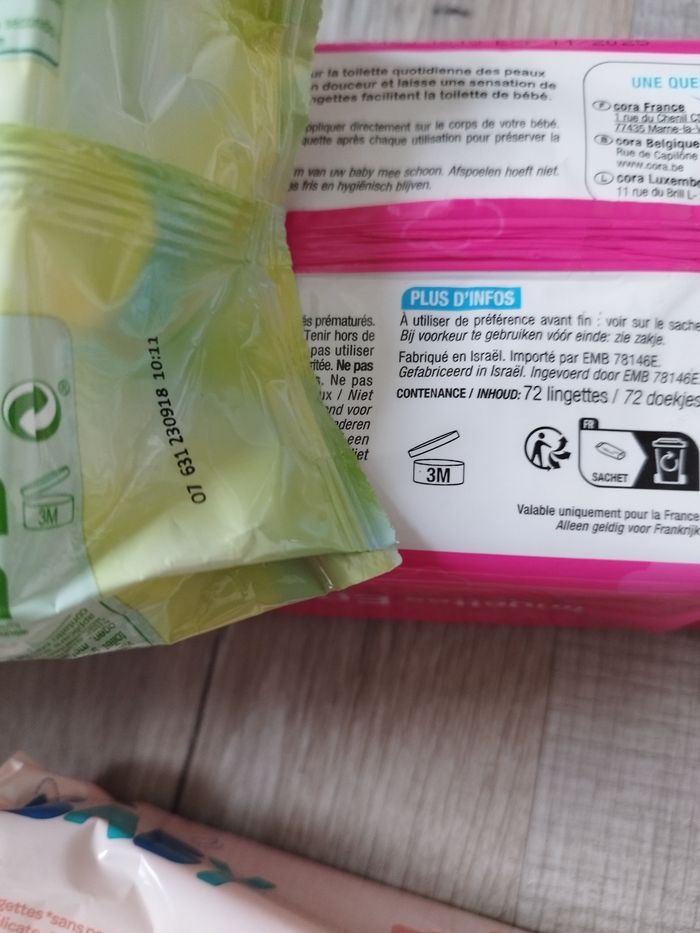 ur la toilette quotidienne des peaux
n douceur et laisse une sensation de
ngettes facilitent la toilette de bébé.
ppliquer directement sur le corps de votre bébé.
quette après chaque utilisation pour préserver la
m van uw baby mee schoon. Afspoelen hoeft niet.
s fris en hygiënisch blijven.
UNE QUE
F cora France
1 rue du Chenil
77435 Marne-la-
B cora Belgique
Rue de Capilône
www.cora.be
L cora Luxemb
11 rue du Brill L-
és prématurés.
Tenir hors de
pas utiliser
ritée. Ne pas
s. Ne pas
ux / Niet
nd voor
nderen
een
liet
PLUS D'INFOS
À utiliser de préférence avant fin : voir sur le sache
Bij voorkeur te gebruiken vóór einde: zie zakje.
Fabriqué en Israël. Importé par EMB 78146E.
Gefabriceerd in Israël. Ingevoerd door EMB 78146E
CONTENANCE / INHOUD: 72 lingettes / 72 doekjes
3M
FR
SACHET
Valable uniquement pour la France
Alleen geldig voor Frankrijk
07 631 230918 10:11
3M
gettes *sans